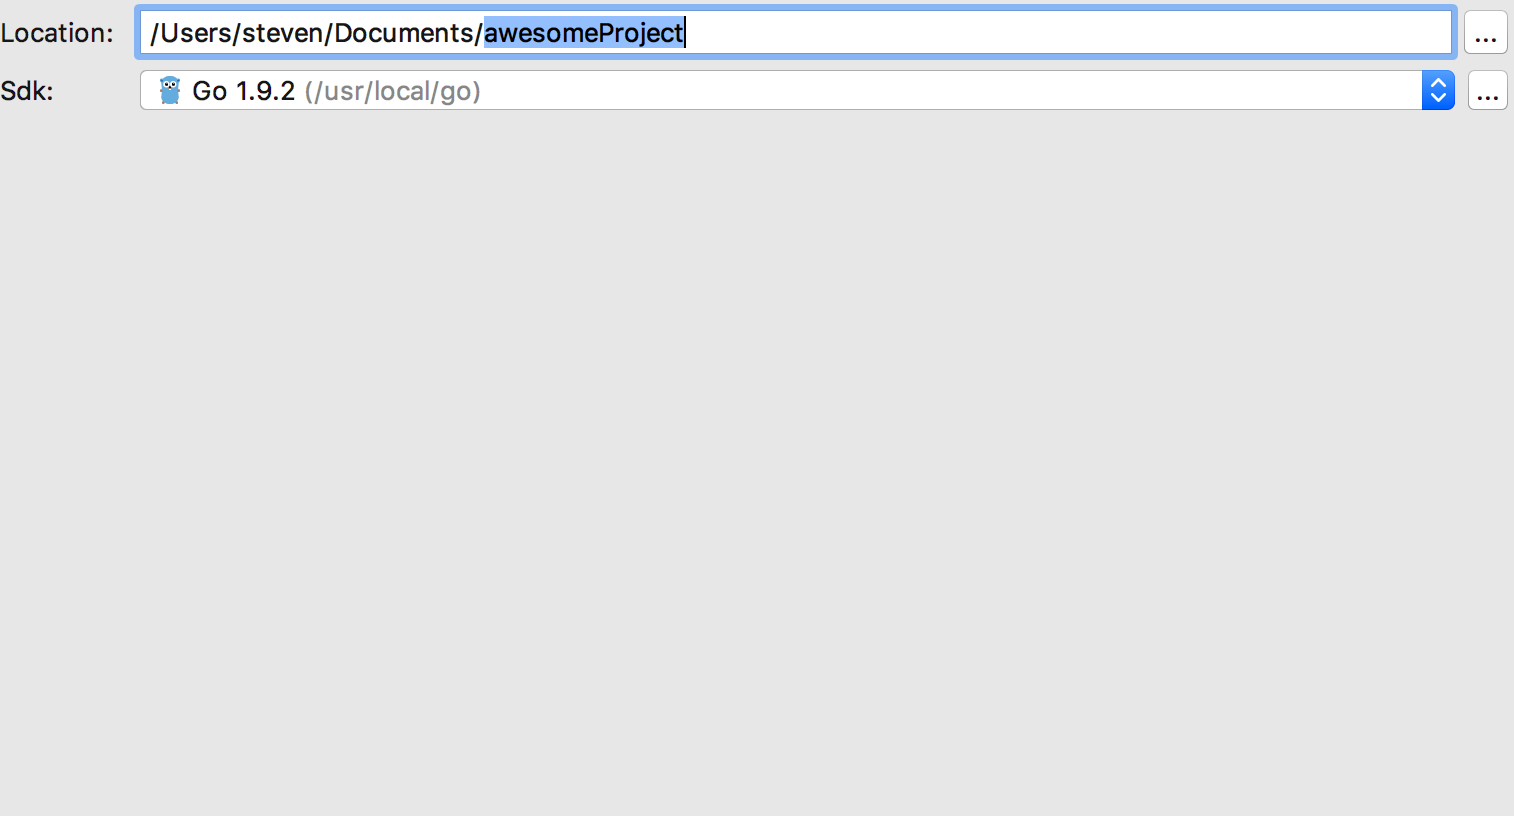 Location: /Users/steven/Documents/awesomeProject ...
Sdk: Go 1.9.2 (/usr/local/go) ...